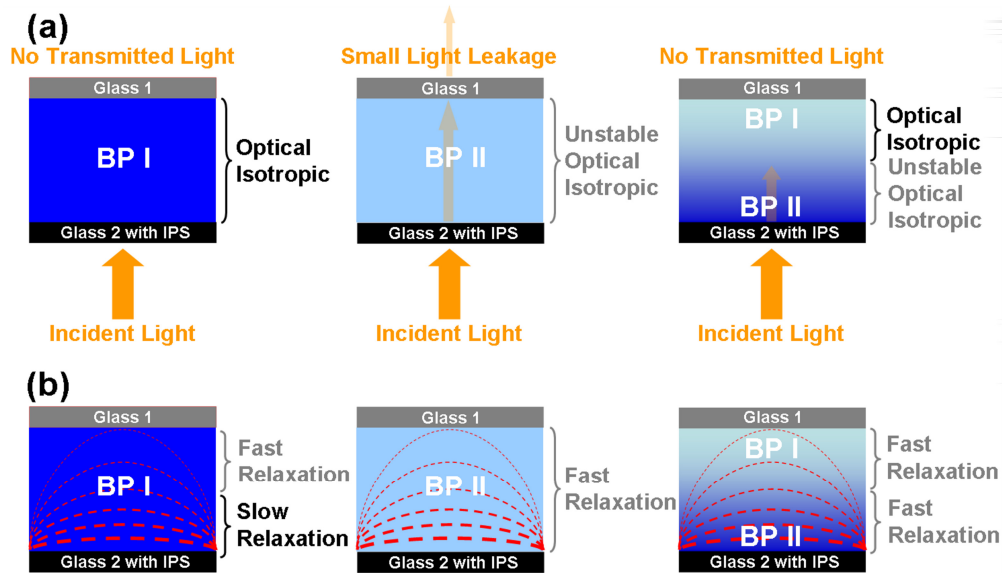 (a)
No Transmitted Light
Small Light Leakage
No Transmitted Light
Glass 1
Glass 1
Glass 1
BP I
Optical
Isotropic
BP II
Unstable
Optical
Isotropic
BP I
Optical
Isotropic
Unstable
Optical
Isotropic
BP II
Glass 2 with IPS
Glass 2 with IPS
Glass 2 with IPS
Incident Light
Incident Light
Incident Light
(b)
Glass 1
Glass 1
Glass 1
Fast
Relaxation
BP I
Slow
Relaxation
BP II
Fast
Relaxation
BP I
Fast
Relaxation
Fast
Relaxation
BP II
Glass 2 with IPS
Glass 2 with IPS
Glass 2 with IPS